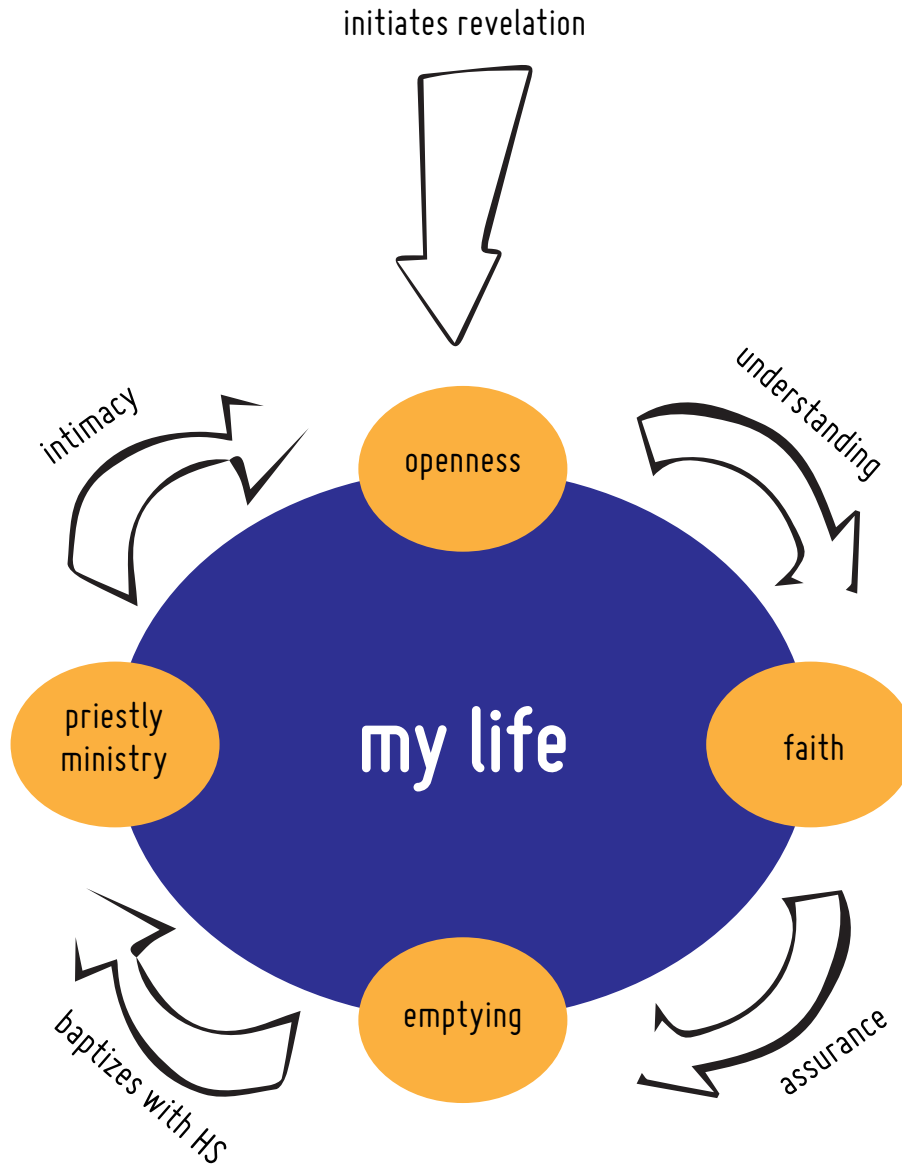 initiates revelation
intimacy
understanding
openness
priestly
ministry
my life
faith
emptying
baptizes with HS
assurance